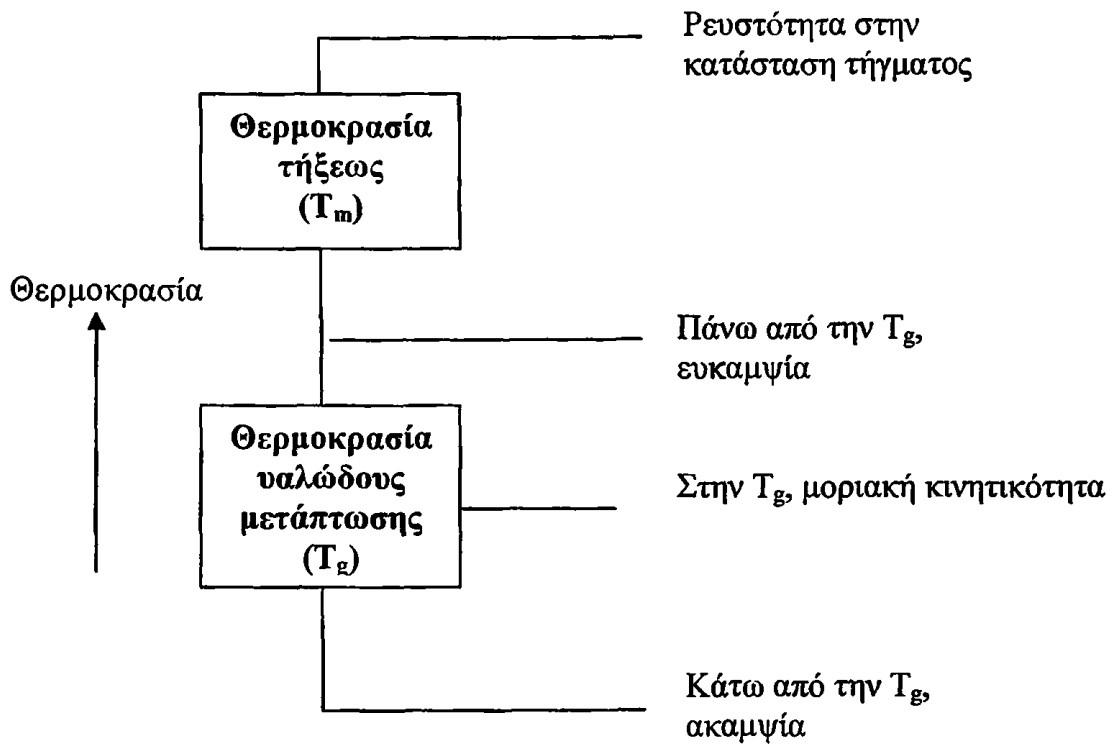 Ρευστότητα στην
κατάσταση τήγματος
Θερμοκρασία
τήξεως
(Tm)
Θερμοκρασία
Πάνω από την Tg,
ευκαμψία
Θερμοκρασία
υαλώδους
μετάπτωσης
(Tg)
Στην Tg, μοριακή κινητικότητα
Κάτω από την Tg,
ακαμψία